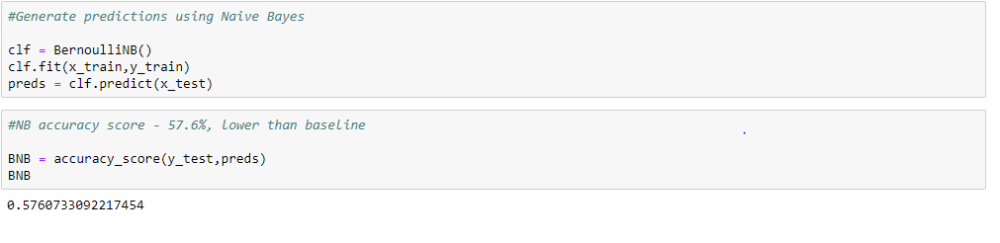 #Generate predictions using Naive Bayes
clf = BernoulliNB()
clf.fit(x_train,y_train)
preds = clf.predict(x_test)
#NB accuracy score - 57.6%, lower than baseline
BNB = accuracy_score(y_test,preds)
BNB
0.5760733092217454